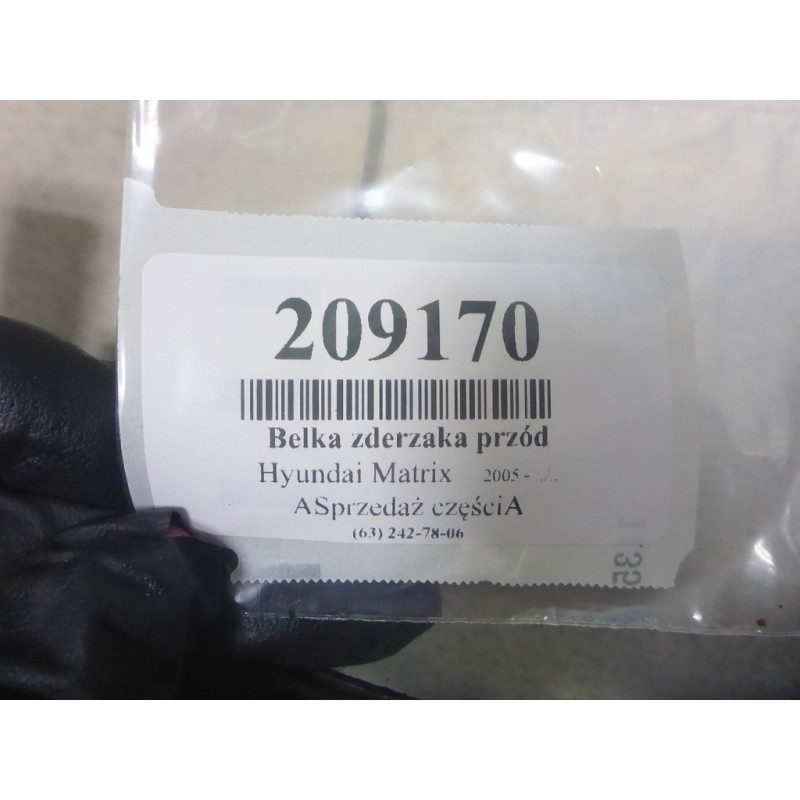 209170
Belka zderzaka przód
Hyundai Matrix 2005 -
ASprzedaż częściA
(63) 242-78-06